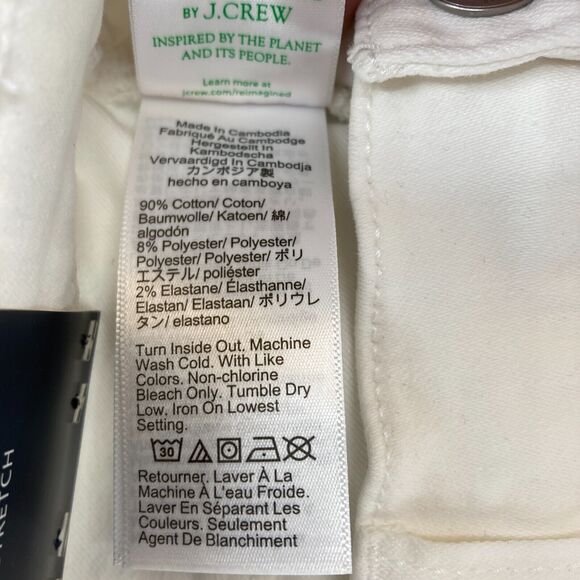 BY J.CREW
INSPIRED BY THE PLANET
AND ITS PEOPLE.
Learn more at
jcrew.com/reimagined
Made In Cambodia
Fabriqué Au Cambodge
Hergestellt In
Kambodscha
Vervaardigd In Cambodja
カンボジア製
hecho en camboya
90% Cotton/ Coton/
Baumwolle/ Katoen/ 綿/
algodón
8% Polyester/ Polyester/
Polyester/ Polyester/ ポリ
エステル/ poliéster
2% Elastane/ Élasthanne/
Elastan/ Elastaan/ ポリウレ
タン/ elastano
Turn Inside Out. Machine
Wash Cold. With Like
Colors. Non-chlorine
Bleach Only. Tumble Dry
Low. Iron On Lowest
Setting.
30
Retourner. Laver À La
Machine À L'eau Froide.
Laver En Séparant Les
Couleurs. Seulement
Agent De Blanchiment
TRETCH